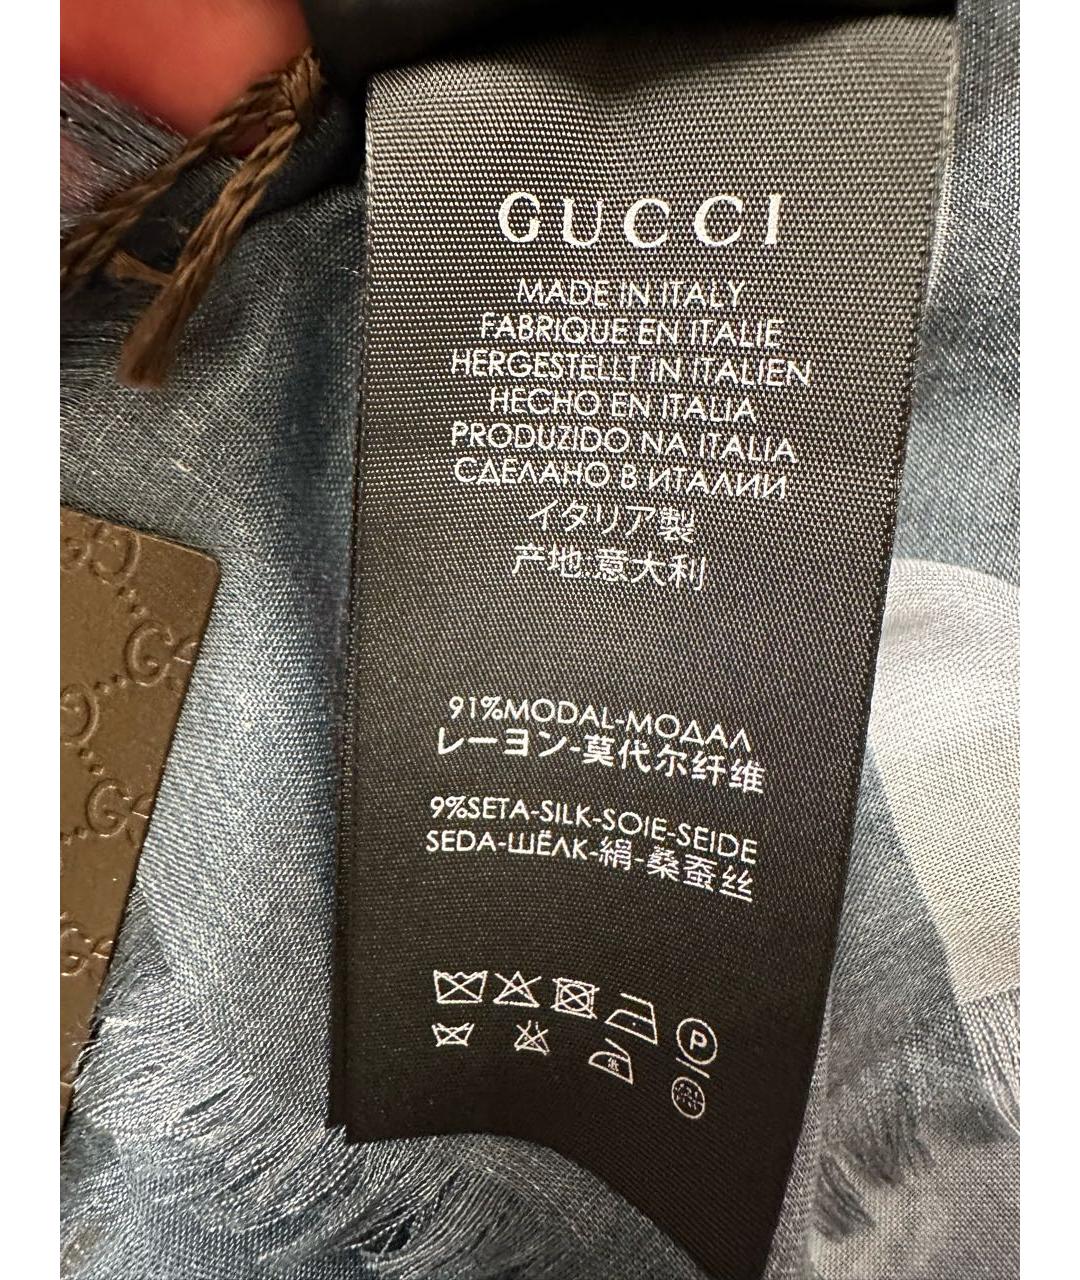 GUCCI
MADE IN ITALY
FABRIQUE EN ITALIE
HERGESTELLT IN ITALIEN
HECHO EN ITALIA
PRODUZIDO NA ITALIA
СДЕЛАНО В ИТАЛИИ
イタリア製
产地:意大利
91%MODAL-МОДАЛ
レーヨン-莫代尔纤维
9%SETA-SILK-SOIE-SEIDE
SEDA-ШЁЛК-絹-桑蚕丝
P